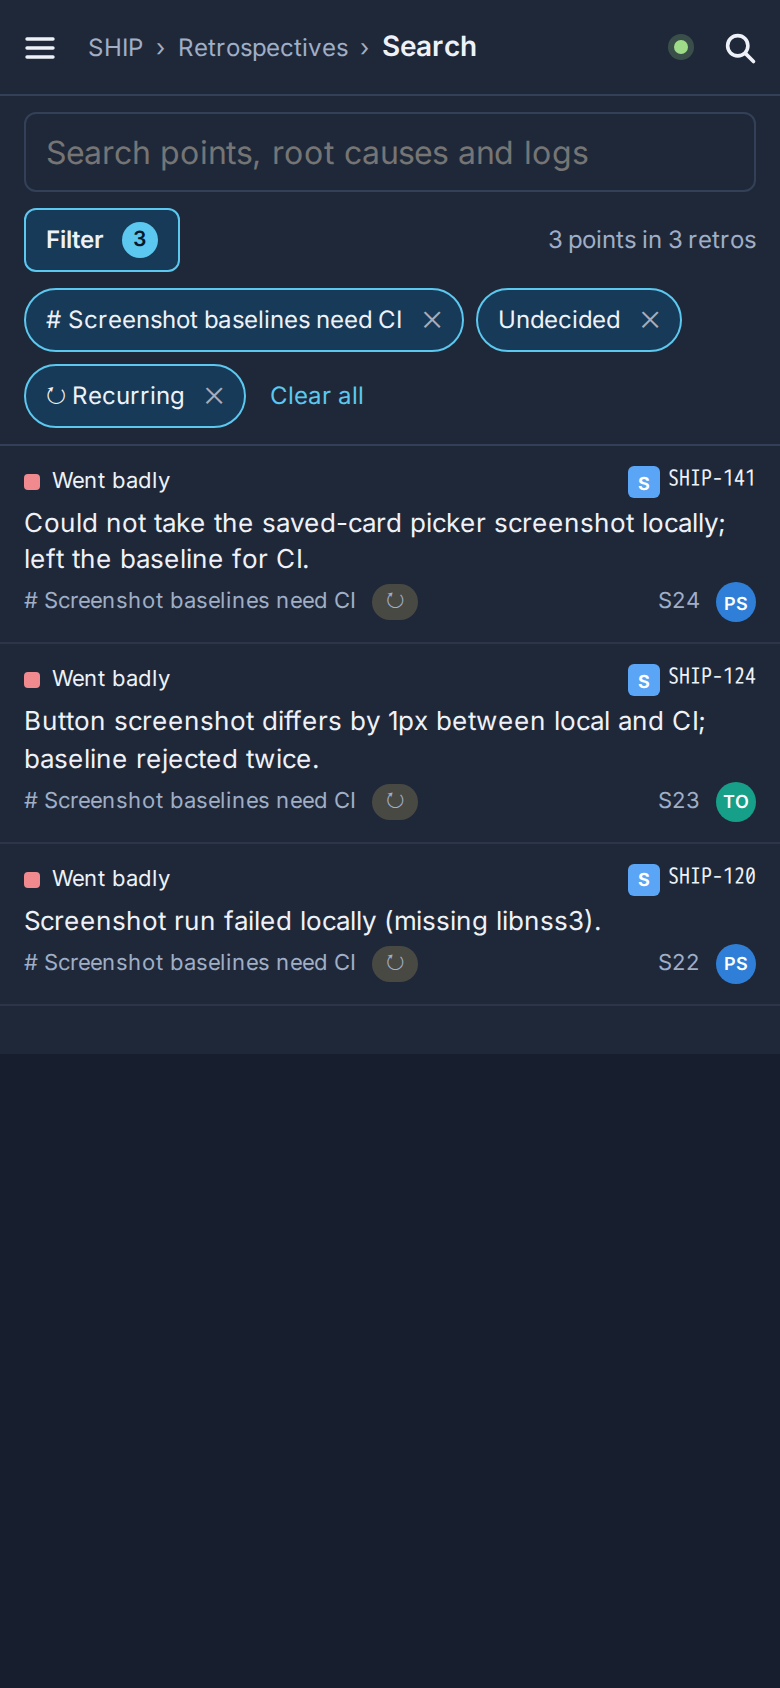 SHIP › Retrospectives › Search
Search points, root causes and logs
Filter 3
3 points in 3 retros
# Screenshot baselines need CI ×
Undecided ×
↻ Recurring ×
Clear all
Went badly
S SHIP-141
Could not take the saved-card picker screenshot locally;
left the baseline for CI.
# Screenshot baselines need CI ↻
S24 PS
Went badly
S SHIP-124
Button screenshot differs by 1px between local and CI;
baseline rejected twice.
# Screenshot baselines need CI ↻
S23 TO
Went badly
S SHIP-120
Screenshot run failed locally (missing libnss3).
# Screenshot baselines need CI ↻
S22 PS